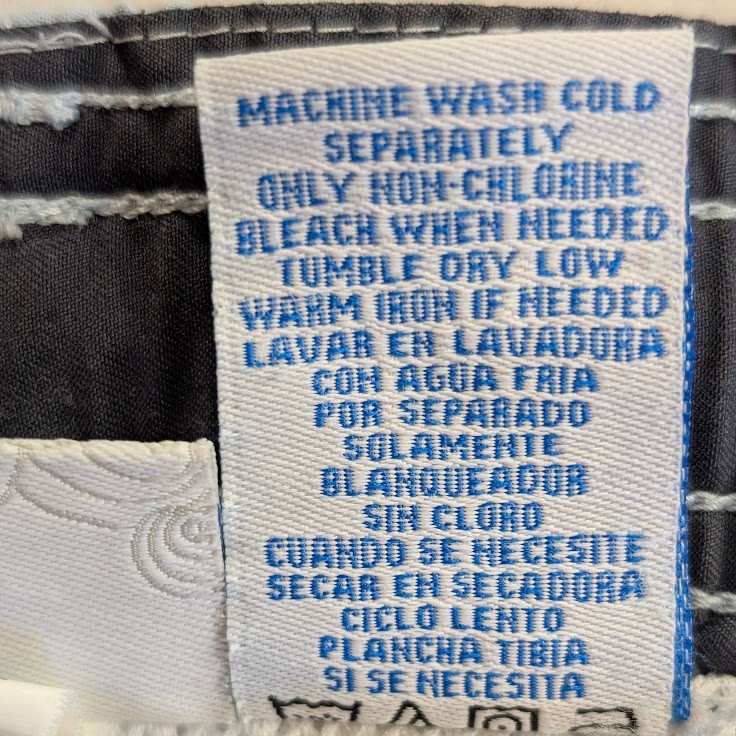 MACHINE WASH COLD
SEPARATELY
ONLY NON-CHLORINE
BLEACH WHEN NEEDED
TUMBLE DRY LOW
WARM IRON IF NEEDED
LAVAR EN LAVADORA
CON AGUA FRIA
POR SEPARADO
SOLAMENTE
BLANQUEADOR
SIN CLORO
CUANDO SE NECESITE
SECAR EN SECADORA
CICLO LENTO
PLANCHA TIBIA
SI SE NECESITA